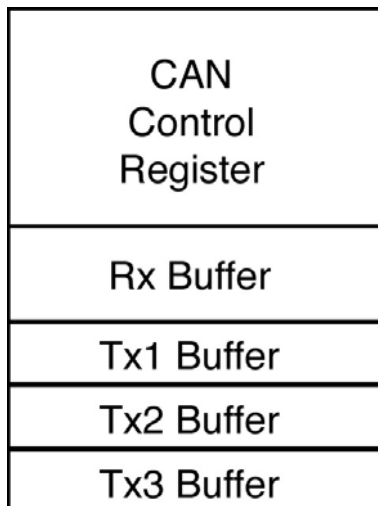 CAN
Control
Register
Rx Buffer
Tx1 Buffer
Tx2 Buffer
Tx3 Buffer